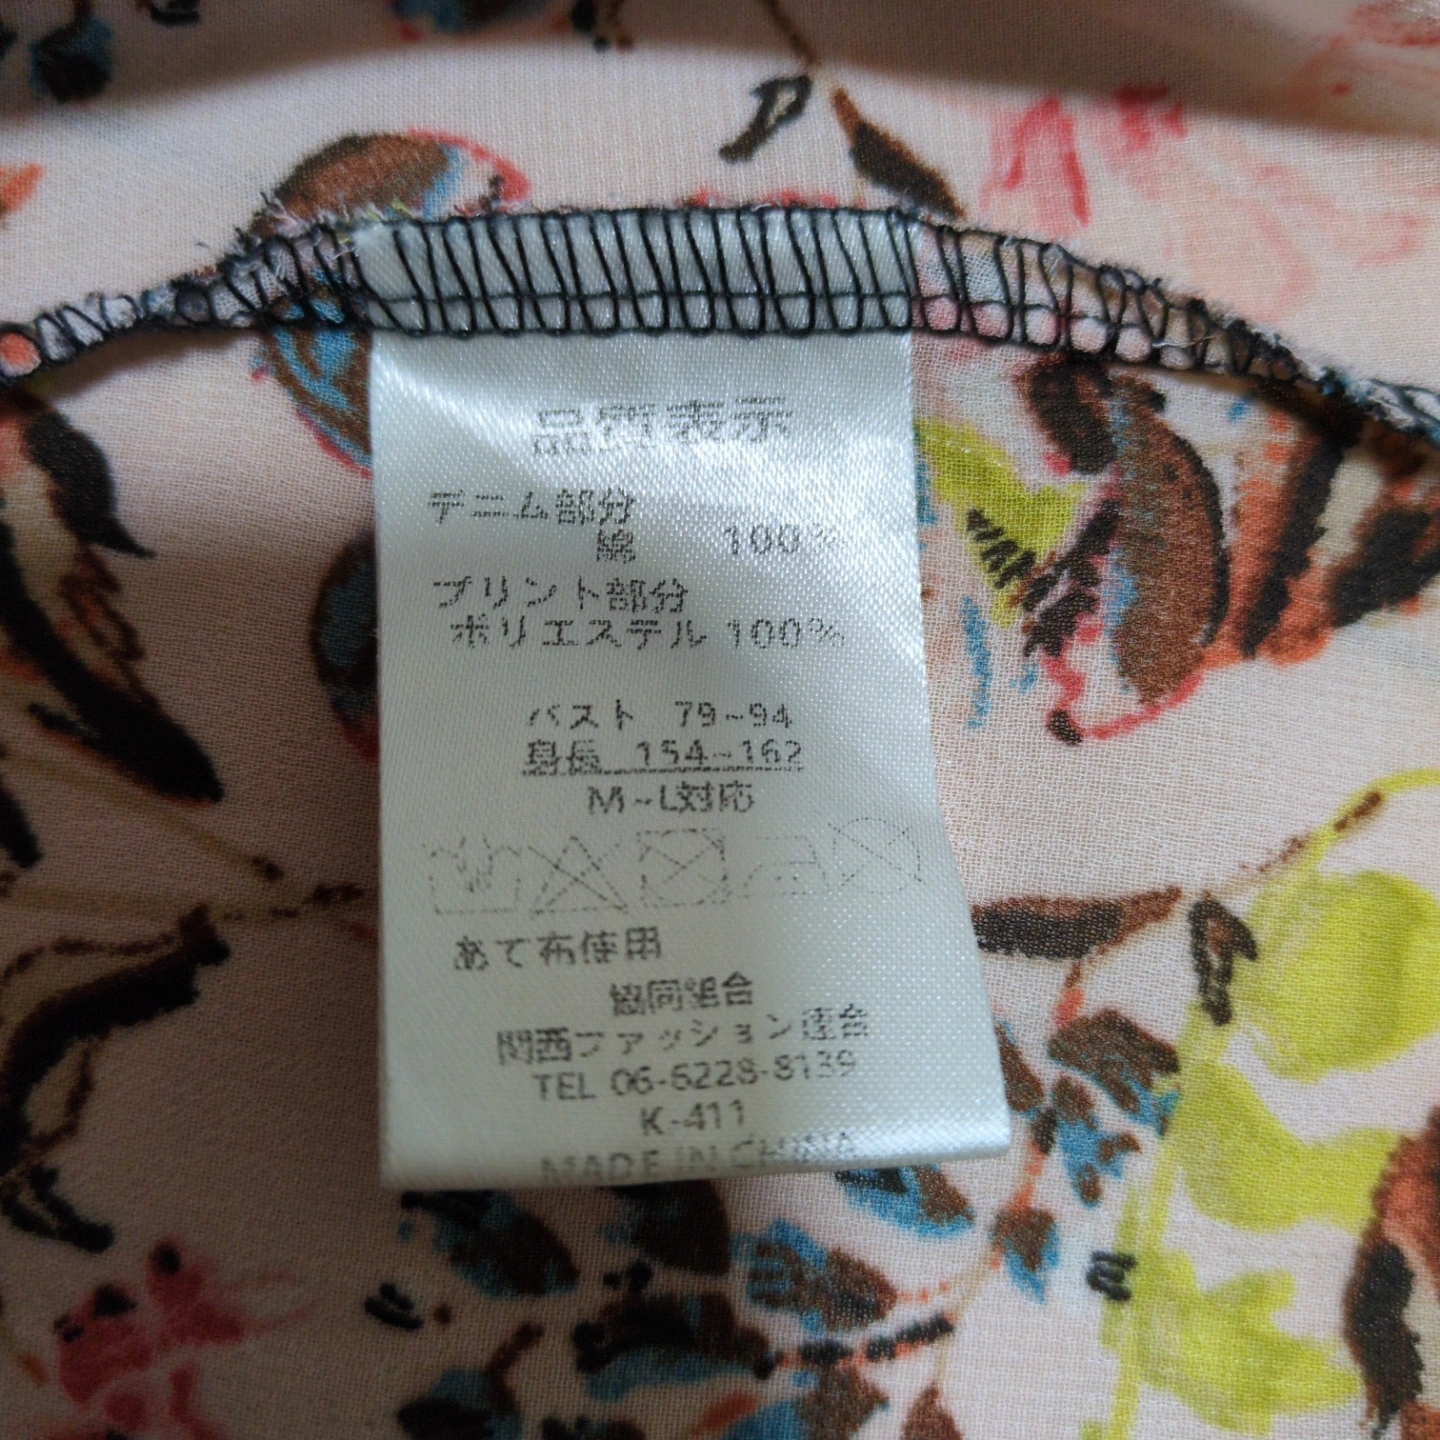 品質表示
デニム部分
綿 100%
プリント部分
ポリエステル 100%
バスト 79~94
身長 154~162
M~L対応
あて布使用
協同組合
関西ファッション連合
TEL 06-6228-8139
K-411
MADE IN CHINA